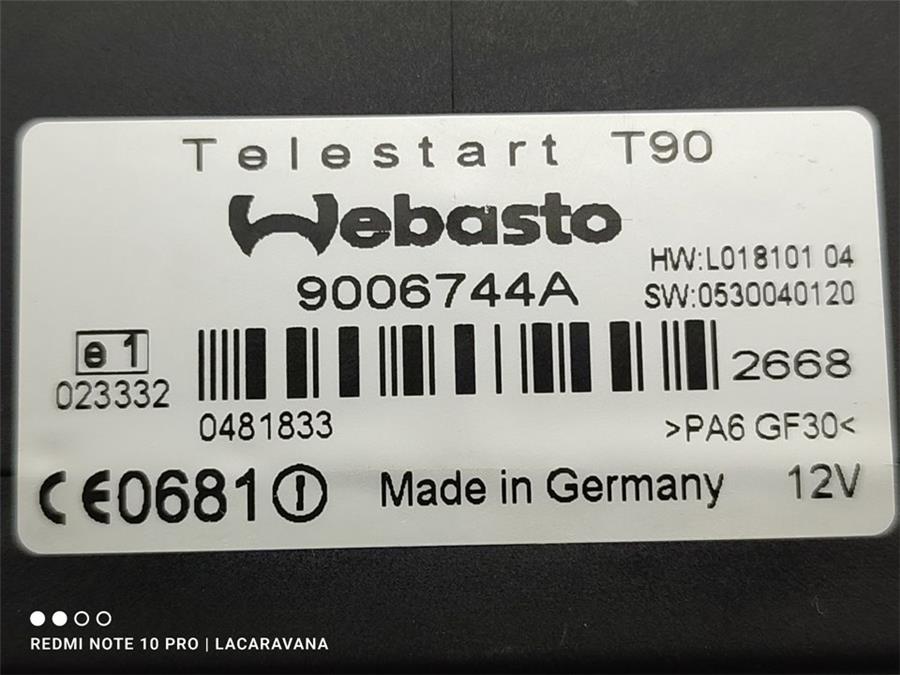 Telestart T90
Webasto
HW:L018101 04
9006744A
SW:0530040120
e1
023332
2668
0481833
>PA6 GF30<
CE0681
Made in Germany
12V
REDMI NOTE 10 PRO | LACARAVANA